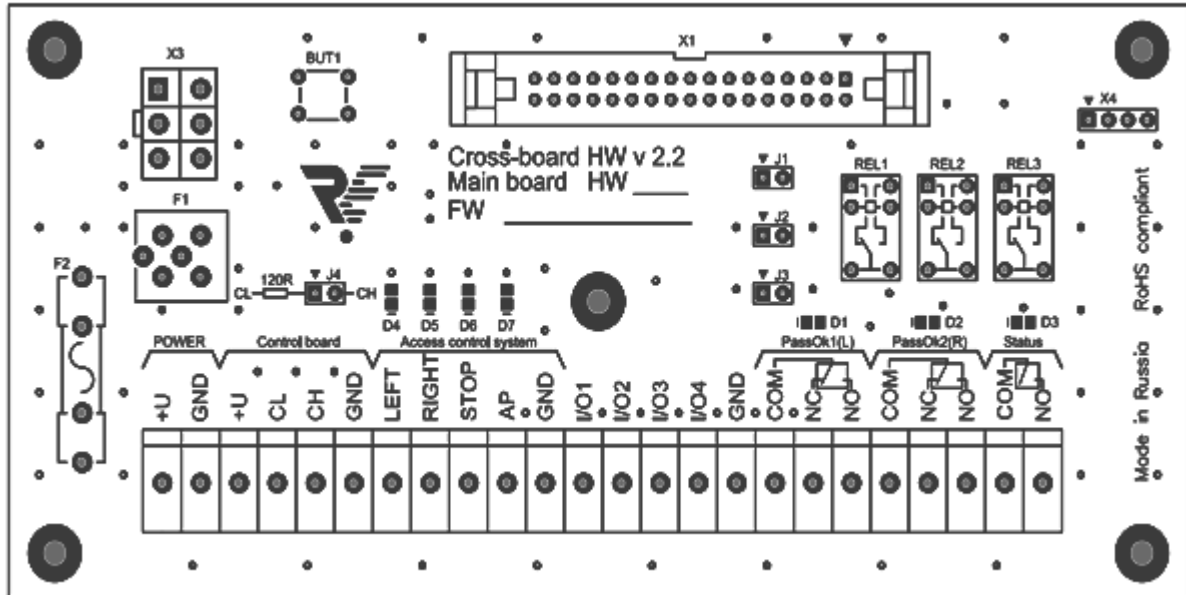 X3
BUT1
X1
X4
Cross-board HW v 2.2
Main board HW____
FW ______________
J1
J2
J3
REL1
REL2
REL3
F1
F2
120R
J4
CL
CH
D4
D5
D6
D7
D1
D2
D3
POWER
Control board
Access control system
PassOk1(L)
PassOk2(R)
Status
+U
GND
+U
CL
CH
GND
LEFT
RIGHT
STOP
AP
GND
I/O1
I/O2
I/O3
I/O4
GND
COM
NC
NO
COM
NC
NO
COM
NO
Mode in Russia RoHS compliant